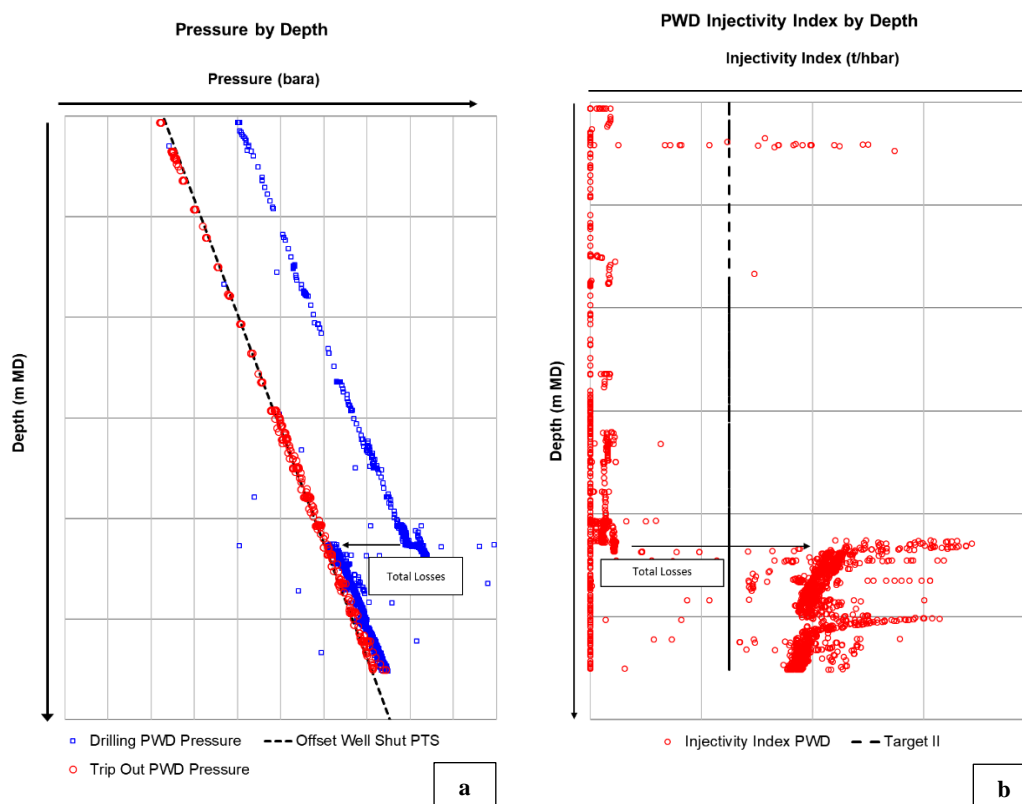 Pressure by Depth
Pressure (bara)
Depth (m MD)
Total Losses
Drilling PWD Pressure
Offset Well Shut PTS
Trip Out PWD Pressure
a
PWD Injectivity Index by Depth
Injectivity Index (t/hbar)
Depth (m MD)
Total Losses
Injectivity Index PWD
Target II
b